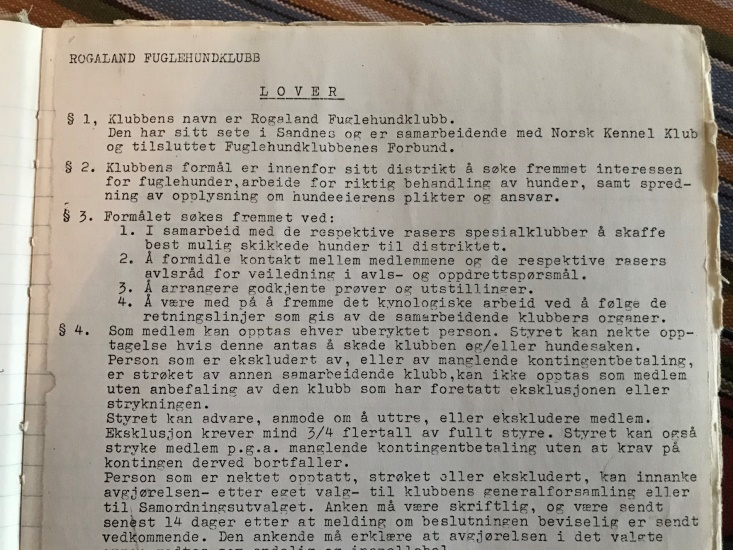 ROGALAND FUGLEHUNDKLUBB
L O V E R
§ 1, Klubbens navn er Rogaland Fuglehundklubb.
Den har sitt sete i Sandnes og er samarbeidende med Norsk Kennel Klub
og tilsluttet Fuglehundklubbenes Forbund.
§ 2. Klubbens formål er innenfor sitt distrikt å søke fremmet interessen
for fuglehunder,arbeide for riktig behandling av hunder, samt spred-
ning av opplysning om hundeeierens plikter og ansvar.
§ 3. Formålet søkes fremmet ved:
1. I samarbeid med de respektive rasers spesialklubber å skaffe
best mulig skikkede hunder til distriktet.
2. Å formidle kontakt mellem medlemmene og de respektive rasers
avlsråd for veiledning i avls- og oppdrettspørsmål.
3. Å arrangere godkjente prøver og utstillinger.
4. Å være med på å fremme det kynologiske arbeid ved å følge de
retningslinjer som gis av de samarbeidende klubbers organer.
§ 4. Som medlem kan opptas ehver uberyktet person. Styret kan nekte opp-
tagelse hvis denne antas å skade klubben og/eller hundesaken.
Person som er ekskludert av, eller av manglende kontingentbetaling,
er strøket av annen samarbeidende klubb,kan ikke opptas som medlem
uten anbefaling av den klubb som har foretatt eksklusjonen eller
strykningen.
Styret kan advare, anmode om å uttre, eller ekskludere medlem.
Eksklusjon krever mind 3/4 flertall av fullt styre. Styret kan også
stryke medlem p.g.a. manglende kontingentbetaling uten at krav på
kontingen derved bortfaller.
Person som er nektet opptatt, strøket eller ekskludert, kan innanke
avgjørelsen- etter eget valg- til klubbens generalforsamling eller
til Samordningsutvalget. Anken må være skriftlig, og være sendt
senest 14 dager etter at melding om beslutningen beviselig er sendt
vedkommende. Den ankende må erklære at avgjørelsen i det valgte